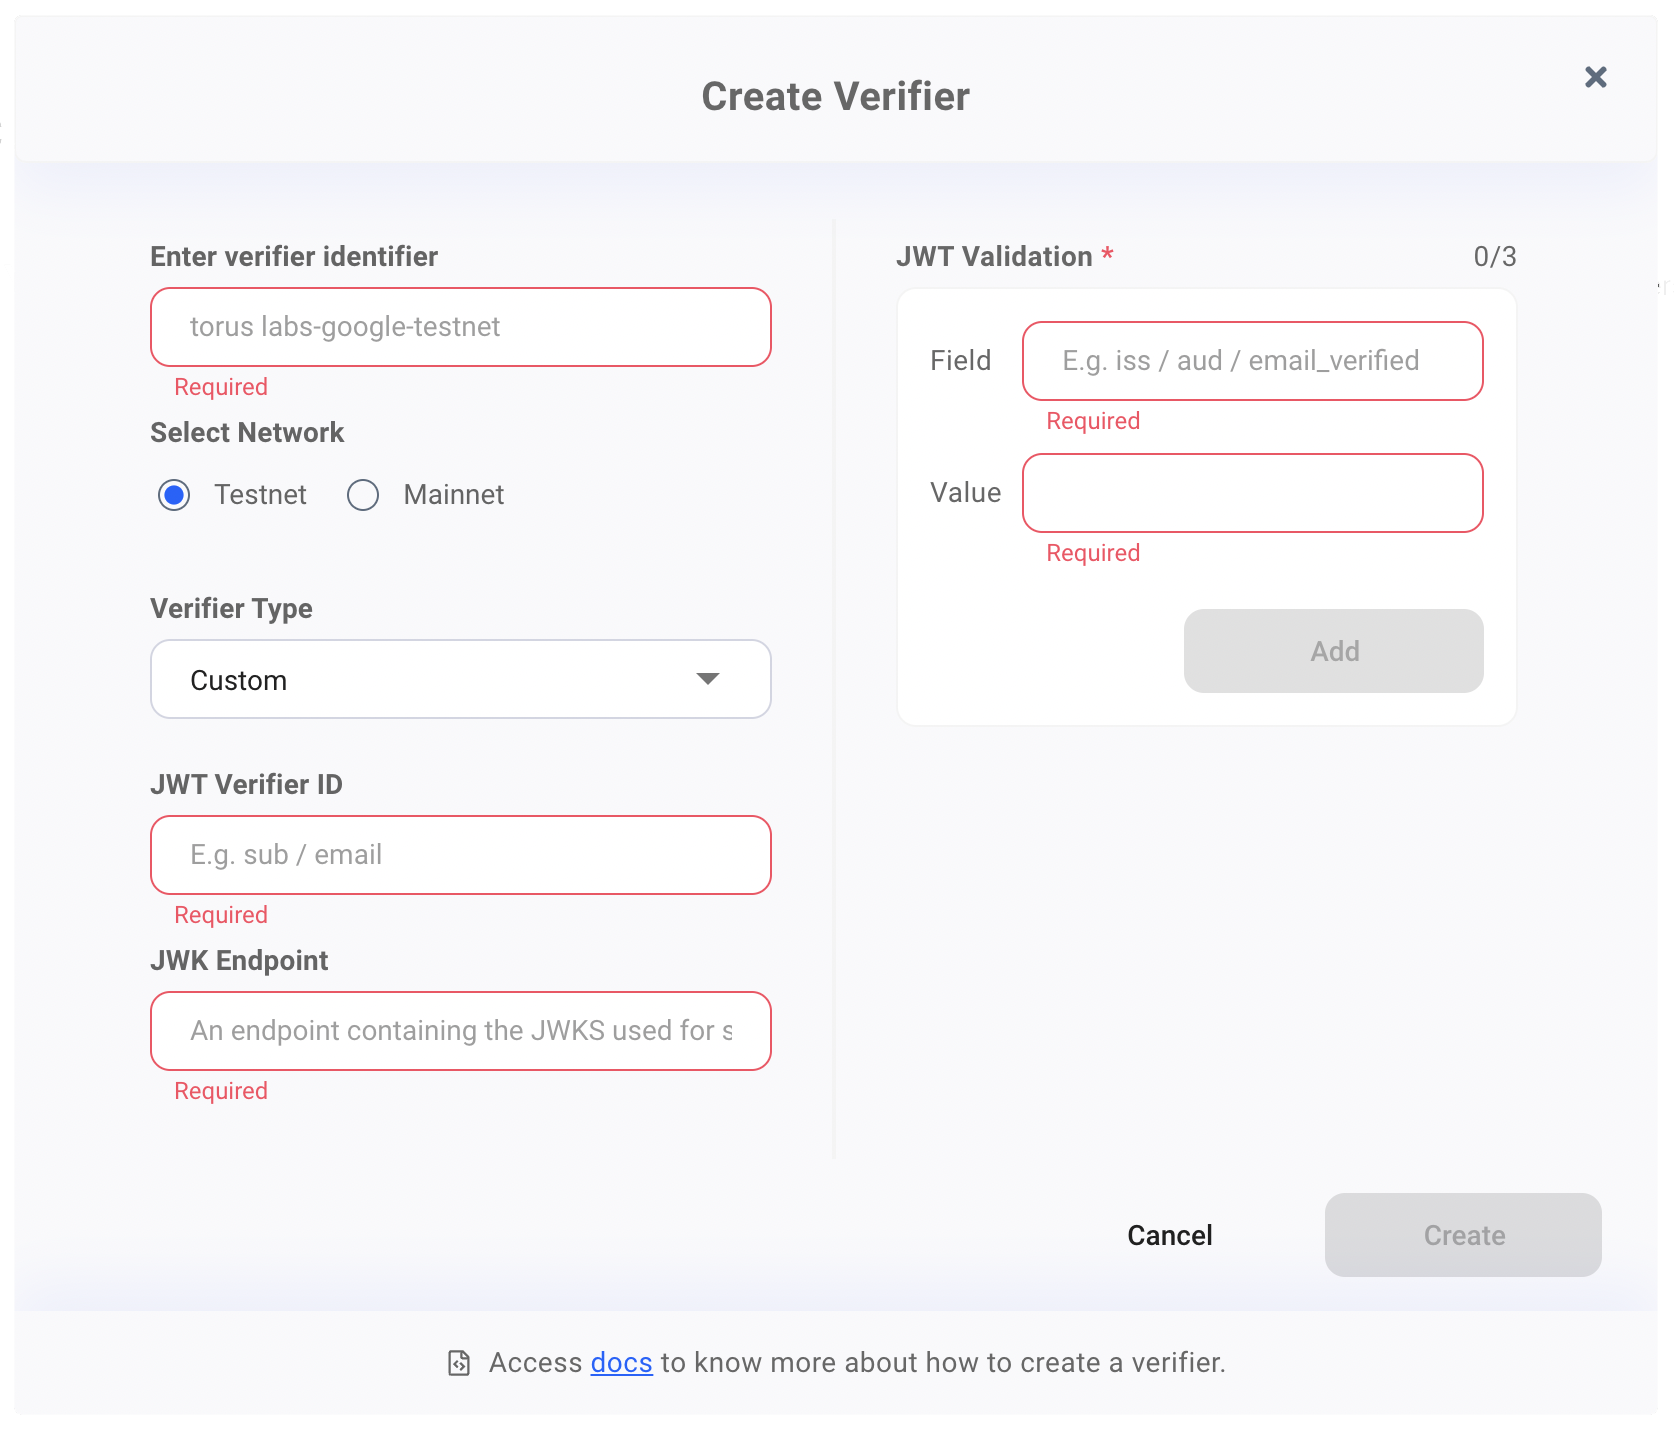 Create Verifier
Enter verifier identifier
torus labs-google-testnet
Required
Select Network
Testnet Mainnet
Verifier Type
Custom
JWT Verifier ID
E.g. sub / email
Required
JWK Endpoint
An endpoint containing the JWKS used for s
Required
JWT Validation * 0/3
Field E.g. iss / aud / email_verified
Required
Value
Required
Add
Cancel Create
Access docs to know more about how to create a verifier.